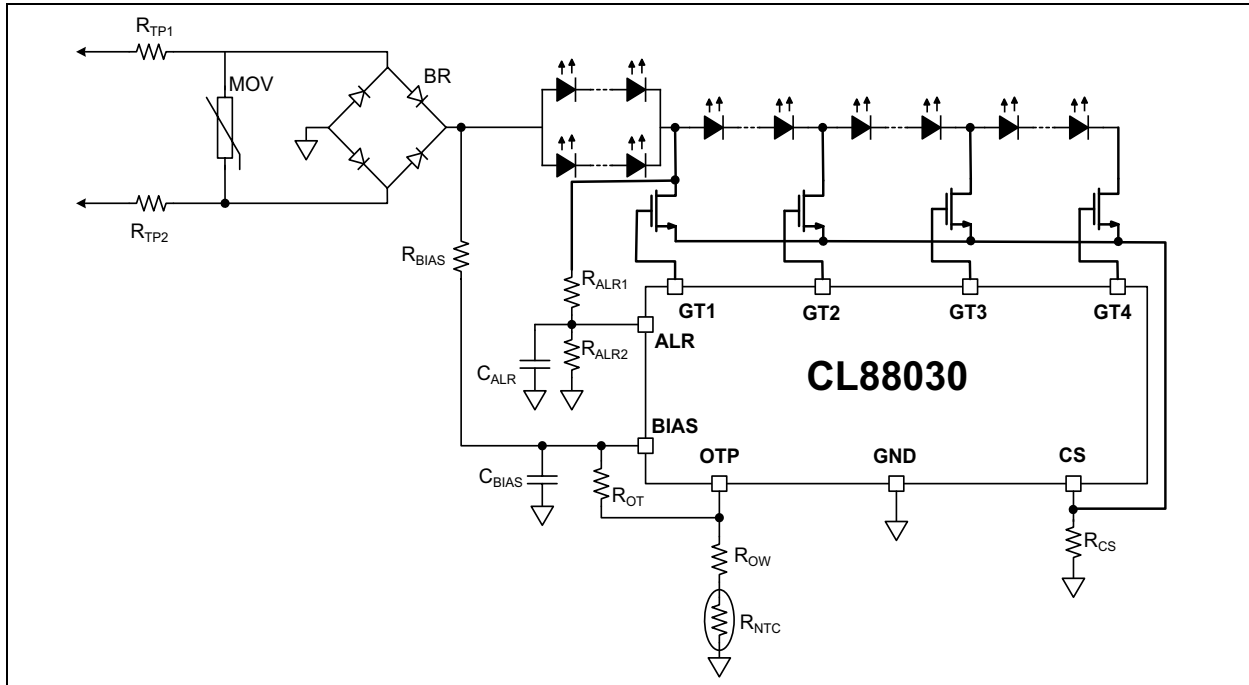 RTP1
MOV
BR
RTP2
RBIAS
RALR1
GT1
GT2
GT3
GT4
ALR
RALR2
CALR
CL88030
BIAS
OTP
GND
CS
CBIAS
ROT
RCS
ROW
RNTC